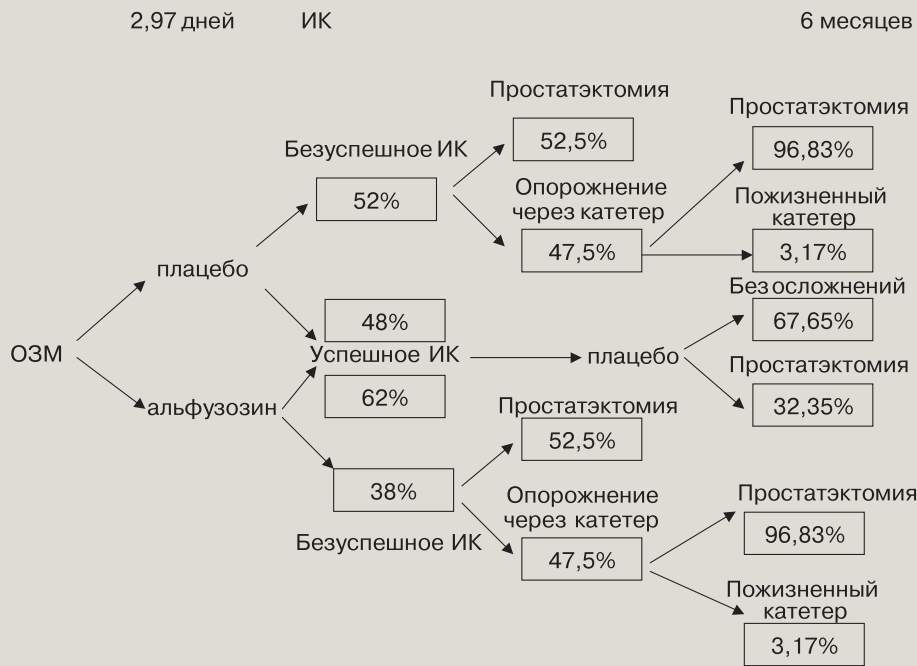 2,97 дней ИК 6 месяцев
Простатэктомия
52,5%
Простатэктомия
96,83%
Безуспешное ИК
52%
Опорожнение
через катетер
47,5%
Пожизненный
катетер
3,17%
плацебо
Без осложнений
67,65%
48%
ОЗМ
Успешное ИК
плацебо
62%
Простатэктомия
32,35%
альфузозин
Простатэктомия
52,5%
38%
Безуспешное ИК
Опорожнение
через катетер
47,5%
Простатэктомия
96,83%
Пожизненный
катетер
3,17%